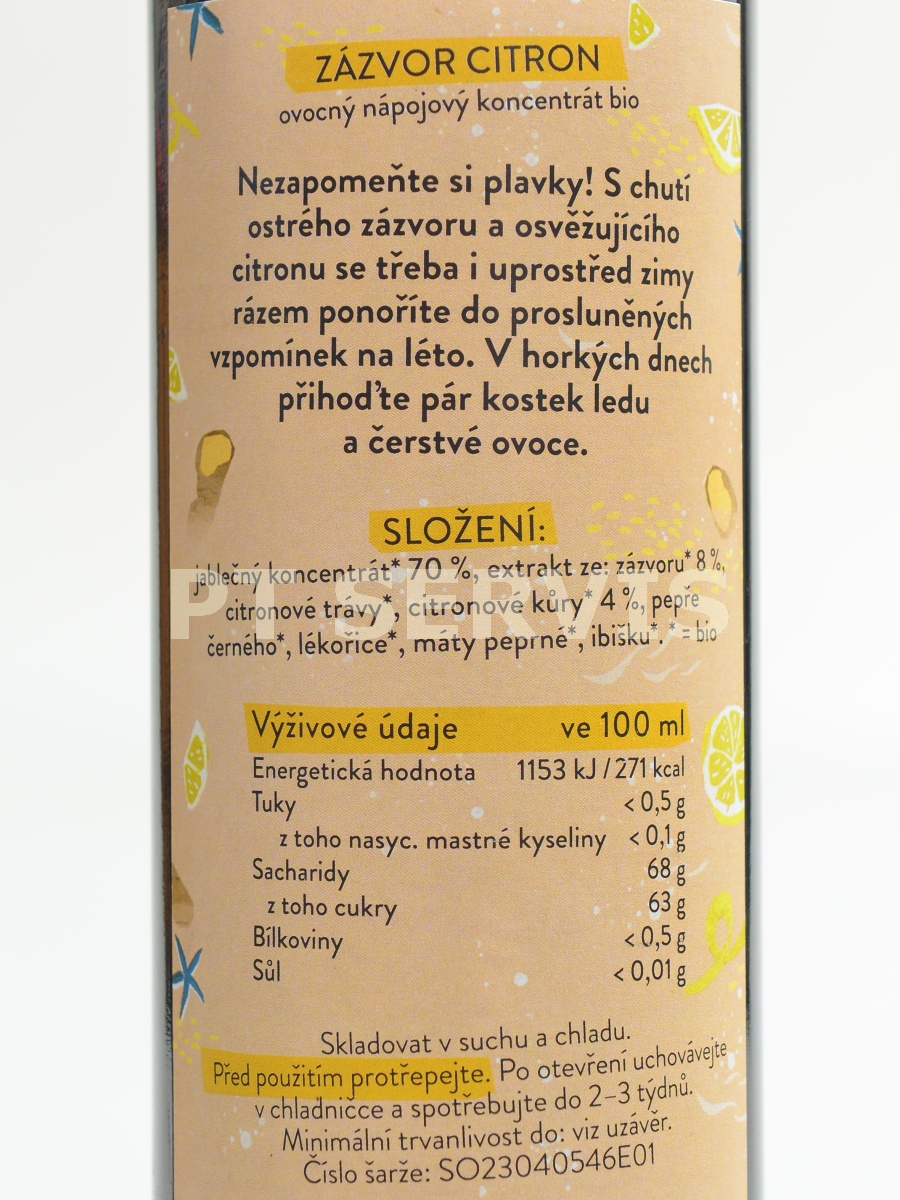 ZÁZVOR CITRON
ovocný nápojový koncentrát bio
Nezapomeňte si plavky! S chutí
ostrého zázvoru a osvěžujícího
citronu se třeba i uprostřed zimy
rázem ponoříte do prosluněných
vzpomínek na léto. V horkých dnech
přihoďte pár kostek ledu
a čerstvé ovoce.
SLOŽENÍ:
jablečný koncentrát* 70 %, extrakt ze: zázvoru* 8 %,
citronové trávy*, citronové kůry* 4 %, pepře
černého*, lékořice*, máty peprné*, ibišku*. * = bio
PIT SERVIS
Výživové údaje ve 100 ml
Energetická hodnota 1153 kJ / 271 kcal
Tuky < 0,5 g
z toho nasyc. mastné kyseliny < 0,1 g
Sacharidy 68 g
z toho cukry 63 g
Bílkoviny < 0,5 g
Sůl < 0,01 g
Skladovat v suchu a chladu.
Před použitím protřepejte. Po otevření uchovávejte
v chladničce a spotřebujte do 2–3 týdnů.
Minimální trvanlivost do: viz uzávěr.
Číslo šarže: SO23040546E01